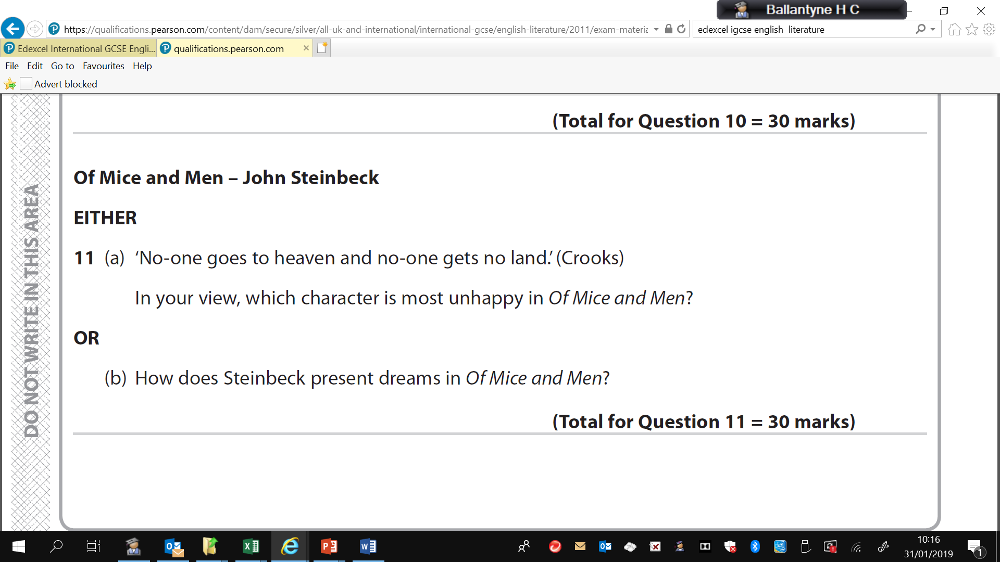 Ballantyne H C
https://qualifications.pearson.com/content/dam/secure/silver/all-uk-and-international/international-gcse/english-literature/2011/exam-materia
edexcel igcse english literature
Edexcel International GCSE Engli...
qualifications.pearson.com
File Edit Go to Favourites Help
Advert blocked
DO NOT WRITE IN THIS AREA
(Total for Question 10 = 30 marks)
Of Mice and Men – John Steinbeck
EITHER
11 (a) ‘No-one goes to heaven and no-one gets no land.’ (Crooks)
In your view, which character is most unhappy in Of Mice and Men?
OR
(b) How does Steinbeck present dreams in Of Mice and Men?
(Total for Question 11 = 30 marks)
10:16
31/01/2019
1